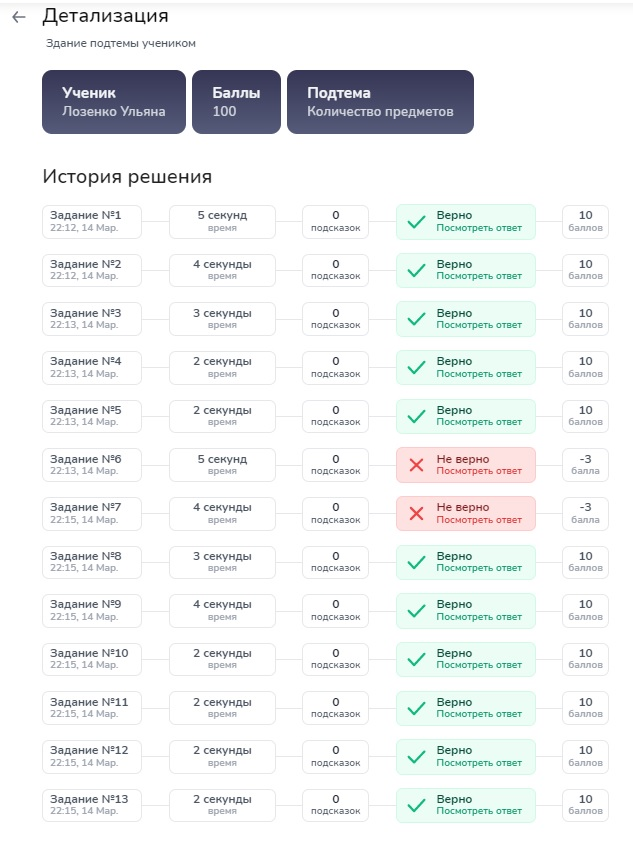 Детализация
Здание подтемы учеником
Ученик
Лозенко Ульяна
Баллы
100
Подтема
Количество предметов
История решения
Задание №1
22:12, 14 Мар.
5 секунд
время
0
подсказок
Верно
Посмотреть ответ
10
баллов
Задание №2
22:12, 14 Мар.
4 секунды
время
0
подсказок
Верно
Посмотреть ответ
10
баллов
Задание №3
22:13, 14 Мар.
3 секунды
время
0
подсказок
Верно
Посмотреть ответ
10
баллов
Задание №4
22:13, 14 Мар.
2 секунды
время
0
подсказок
Верно
Посмотреть ответ
10
баллов
Задание №5
22:13, 14 Мар.
2 секунды
время
0
подсказок
Верно
Посмотреть ответ
10
баллов
Задание №6
22:13, 14 Мар.
5 секунд
время
0
подсказок
Не верно
Посмотреть ответ
-3
балла
Задание №7
22:15, 14 Мар.
4 секунды
время
0
подсказок
Не верно
Посмотреть ответ
-3
балла
Задание №8
22:15, 14 Мар.
3 секунды
время
0
подсказок
Верно
Посмотреть ответ
10
баллов
Задание №9
22:15, 14 Мар.
4 секунды
время
0
подсказок
Верно
Посмотреть ответ
10
баллов
Задание №10
22:15, 14 Мар.
2 секунды
время
0
подсказок
Верно
Посмотреть ответ
10
баллов
Задание №11
22:15, 14 Мар.
2 секунды
время
0
подсказок
Верно
Посмотреть ответ
10
баллов
Задание №12
22:15, 14 Мар.
2 секунды
время
0
подсказок
Верно
Посмотреть ответ
10
баллов
Задание №13
22:15, 14 Мар.
2 секунды
время
0
подсказок
Верно
Посмотреть ответ
10
баллов